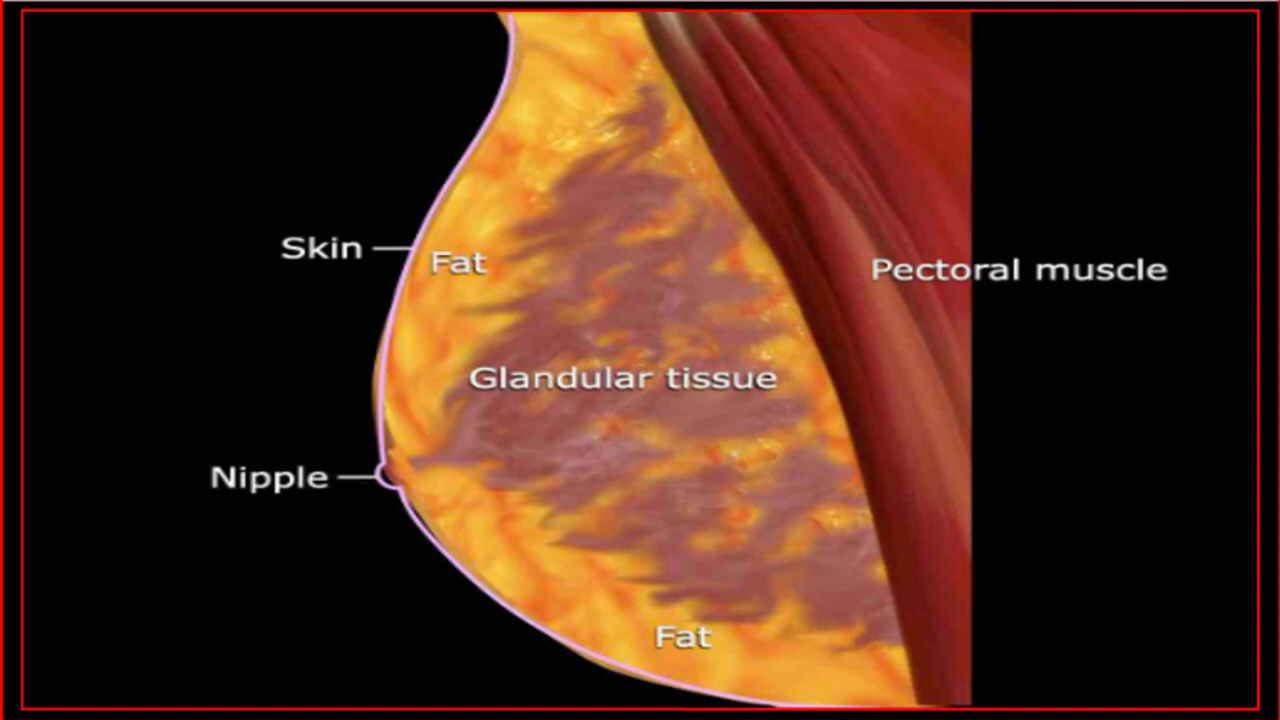 Skin
Fat
Pectoral muscle
Glandular tissue
Nipple
Fat